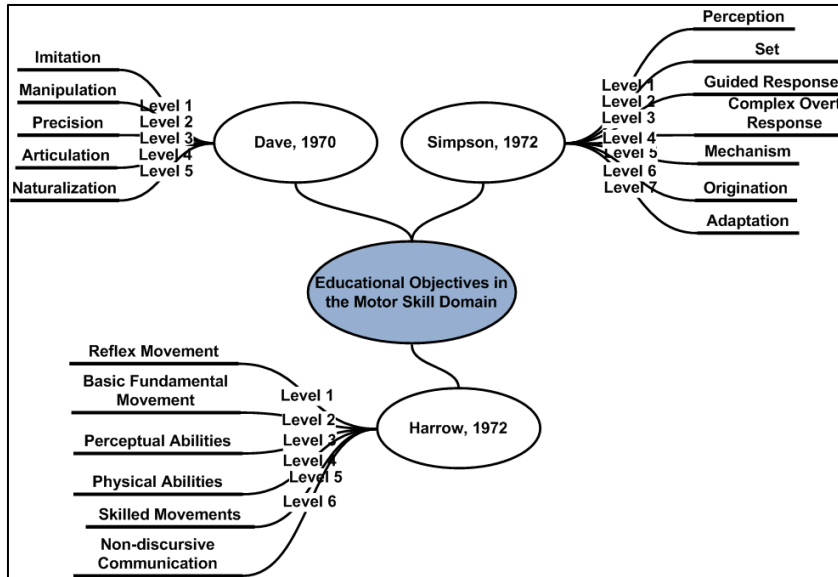 Imitation
Manipulation
Precision
Articulation
Naturalization
Level 1
Level 2
Level 3
Level 4
Level 5
Dave, 1970
Simpson, 1972
Level 1
Level 2
Level 3
Level 4
Level 5
Level 6
Level 7
Perception
Set
Guided Response
Complex Overt
Response
Mechanism
Origination
Adaptation
Educational Objectives in
the Motor Skill Domain
Reflex Movement
Basic Fundamental
Movement
Perceptual Abilities
Physical Abilities
Skilled Movements
Non-discursive
Communication
Level 1
Level 2
Level 3
Level 4
Level 5
Level 6
Harrow, 1972